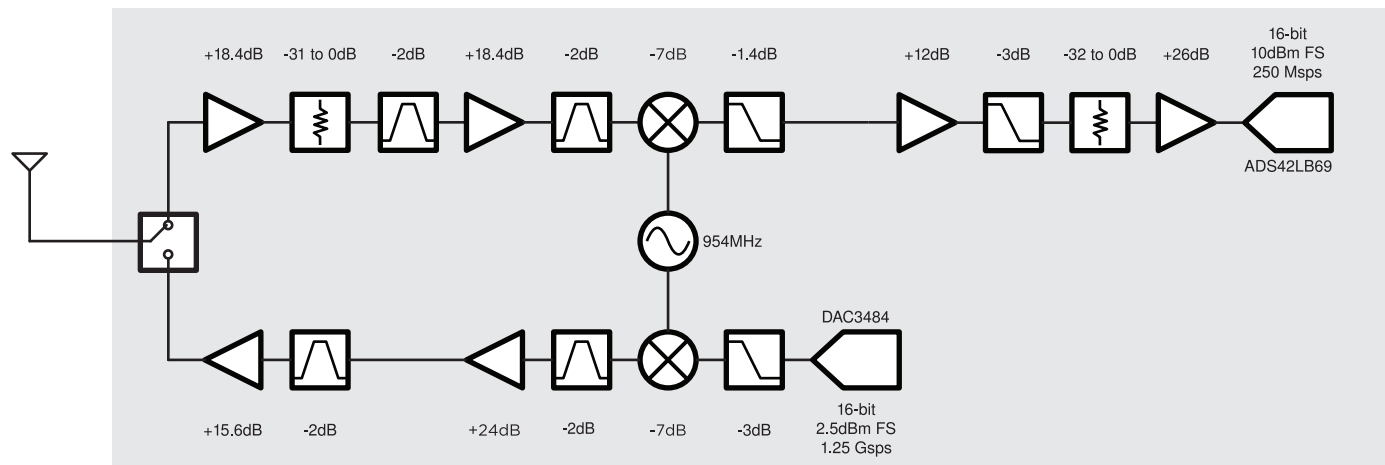 +18.4dB
-31 to 0dB
-2dB
+18.4dB
-2dB
-7dB
-1.4dB
+12dB
-3dB
-32 to 0dB
+26dB
16-bit
10dBm FS
250 Msps
ADS42LB69
954MHz
DAC3484
+15.6dB
-2dB
+24dB
-2dB
-7dB
-3dB
16-bit
2.5dBm FS
1.25 Gsps